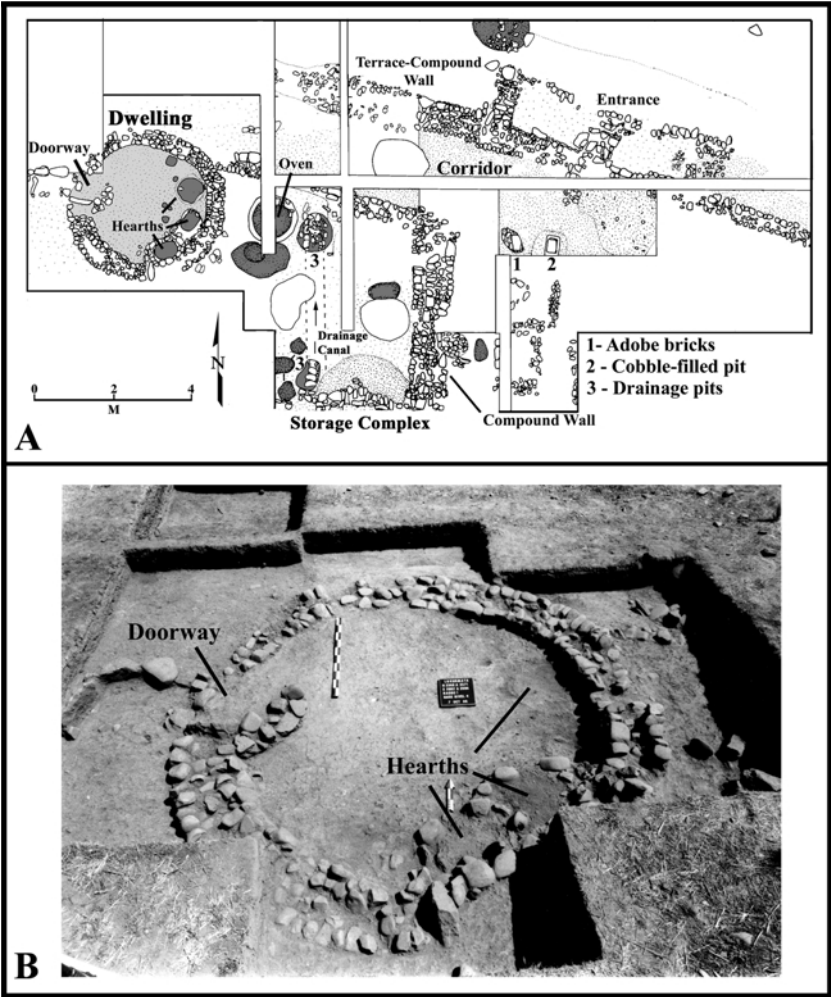 Terrace-Compound
Wall
Entrance
Dwelling
Doorway
Oven
Corridor
Hearths
3
1
2
N
Drainage
Canal
3
1- Adobe bricks
2 - Cobble-filled pit
3 - Drainage pits
0 2 4
M
Storage Complex
Compound Wall
A
Doorway
Hearths
B